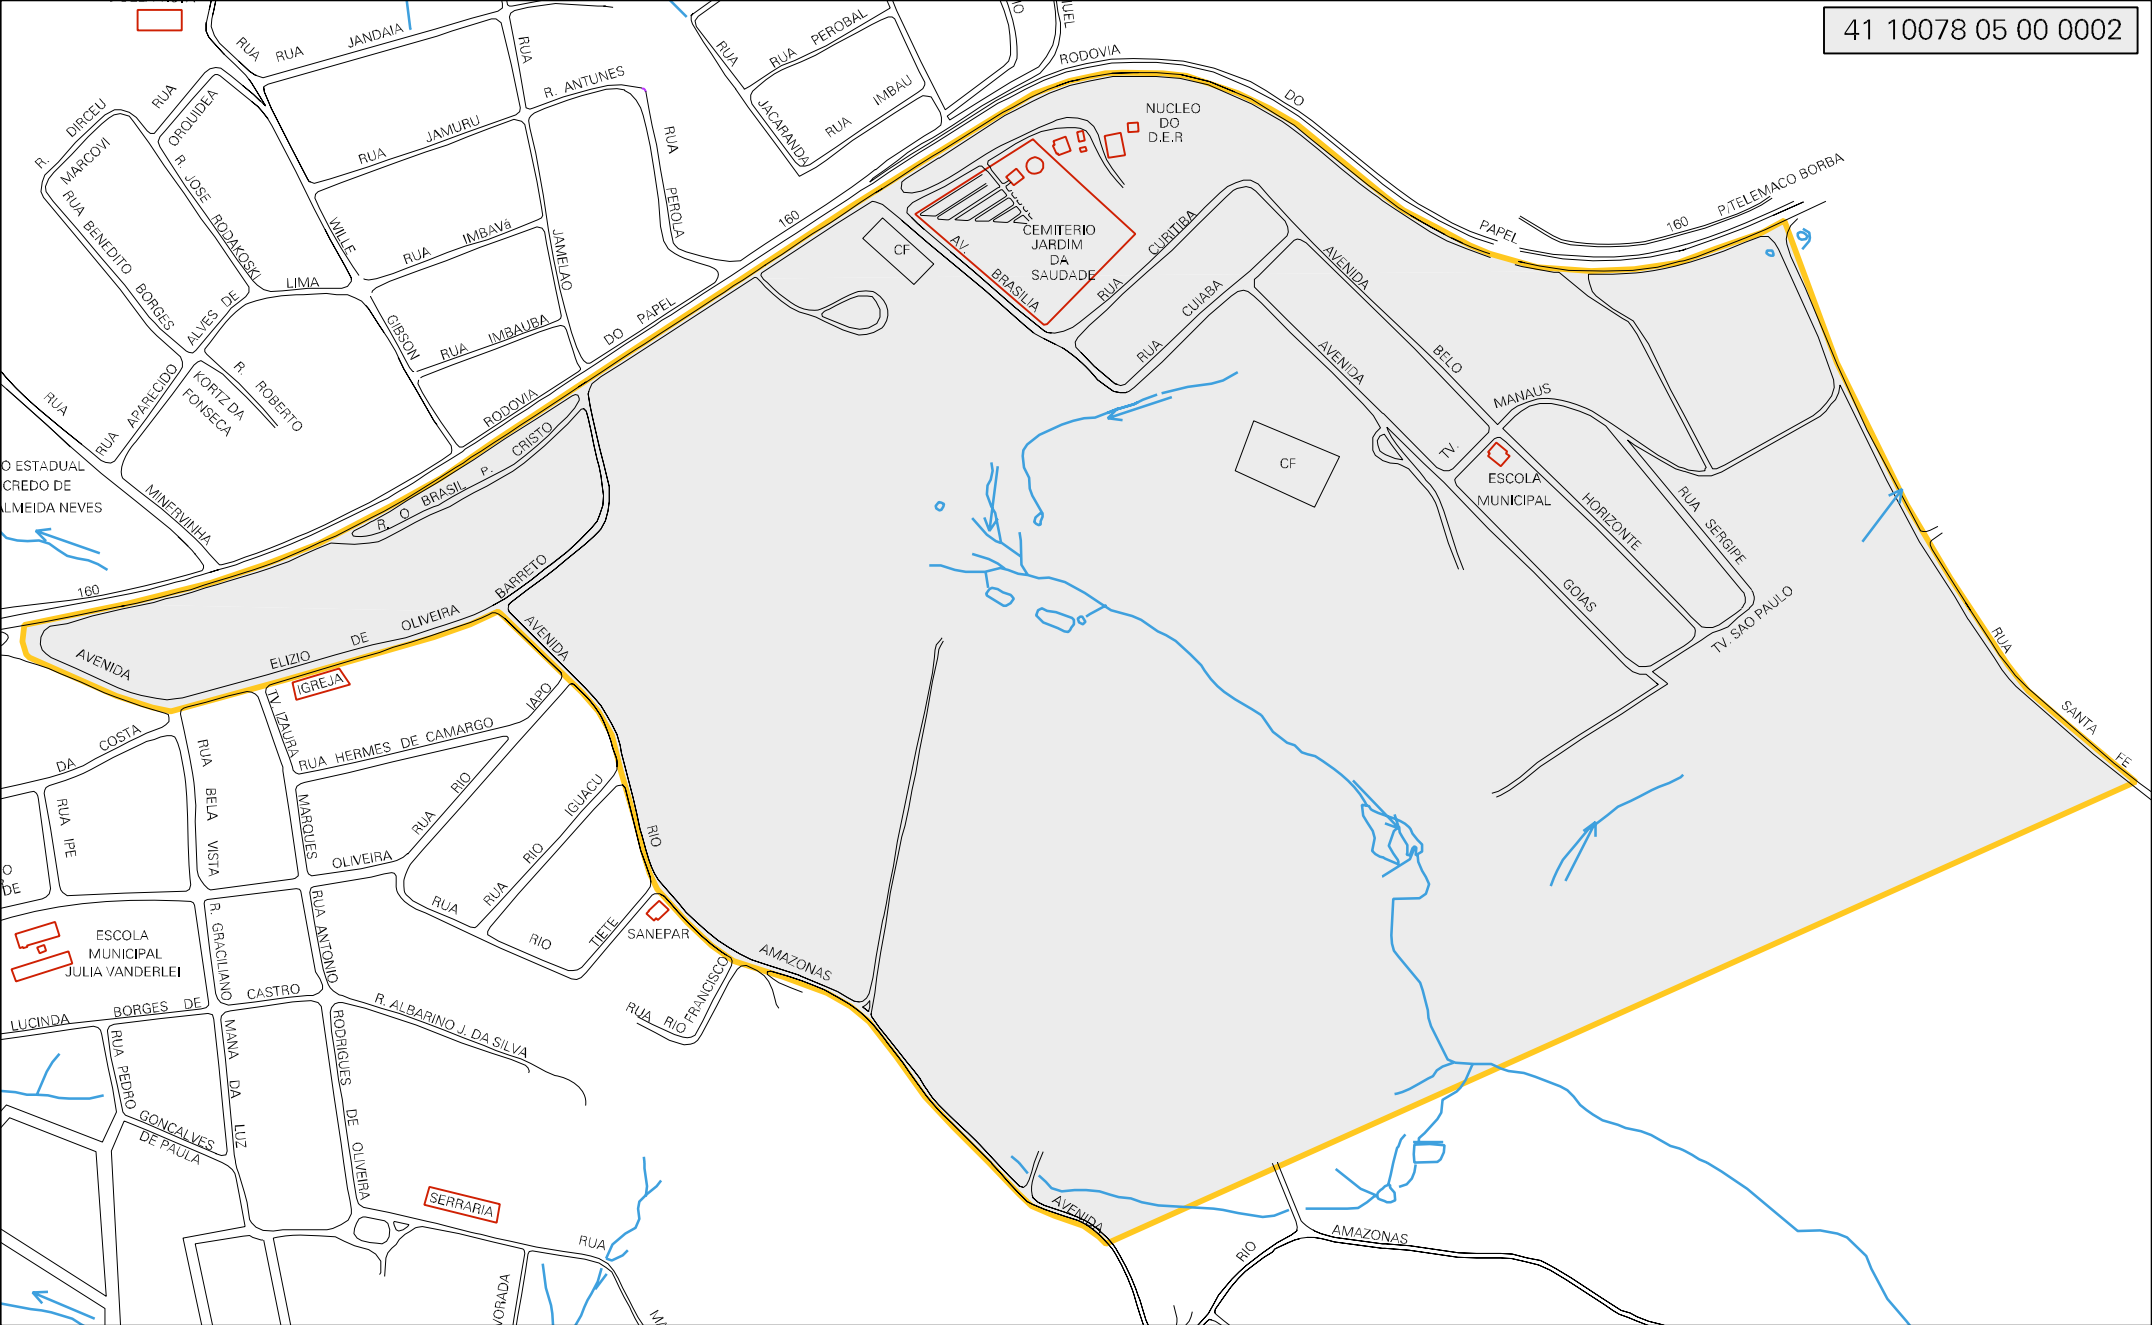 41 10078 05 00 0002
RUA
RUA
JANDAIA
RUA
R. ANTUNES
RUA
PEROLA
RUA
PEROBAL
RUA
JACARANDA
RUA
IMBAU
RODOVIA
DO
PAPEL
160
P/TELEMACO BORBA
R.
DIRCEU
MARCOVI
RUA
ORQUIDEA
R.
JOSE
RODAKOSKI
RUA
BENEDITO
BORGES
RUA
JAMURU
WILLE
RUA
IMBAVá
JAMELAO
LIMA
GIBSON
RUA
IMBAUBA
DO
PAPEL
160
RODOVIA
RUA
APARECIDO
ALVES
DE
R.
ROBERTO
KORTZ DA
FONSECA
RUA
MINERVINHA
O ESTADUAL
CREDO DE
ALMEIDA NEVES
160
NUCLEO
DO
D.E.R
CEMITERIO
JARDIM
DA
SAUDADE
CF
AV
BRASILIA
RUA
CURITIBA
RUA
CUIABA
AVENIDA
BELO
HORIZONTE
AVENIDA
GOIAS
TV.
MANAUS
ESCOLA
MUNICIPAL
RUA
SERGIPE
TV. SAO PAULO
CF
RUA
SANTA
FE
R. O BRASIL P. CRISTO
AVENIDA
ELIZIO
DE
OLIVEIRA
BARRETO
AVENIDA
RIO
AMAZONAS
AVENIDA
RIO
AMAZONAS
IGREJA
TV. IZAURA
MARQUES
RUA HERMES DE CAMARGO
IAPO
RIO
RUA
RUA
RIO
IGUACU
RUA
RIO
TIETE
SANEPAR
RUA
RIO
FRANCISCO
DA
COSTA
RUA
IPE
RUA
BELA
VISTA
OLIVEIRA
DE
ESCOLA
MUNICIPAL
JULIA VANDERLEI
R. GRACILIANO
RUA ANTONIO
LUCINDA
BORGES DE
CASTRO
R. ALBARINO J. DA SILVA
RUA PEDRO
GONCALVES
DE PAULA
MANA
DA
LUZ
RODRIGUES
DE
OLIVEIRA
SERRARIA
RUA